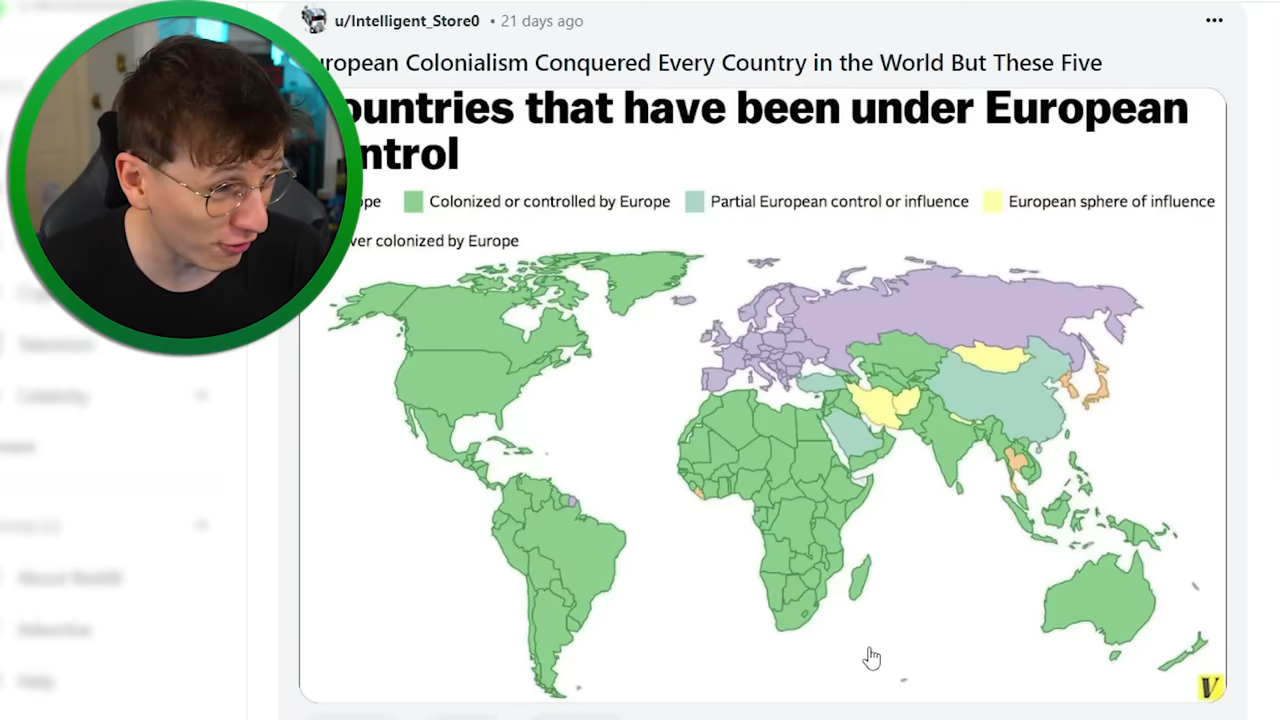 u/Intelligent_Store0 • 21 days ago
uropean Colonialism Conquered Every Country in the World But These Five
ountries that have been under European
ntrol
pe Colonized or controlled by Europe Partial European control or influence European sphere of influence
ver colonized by Europe
V